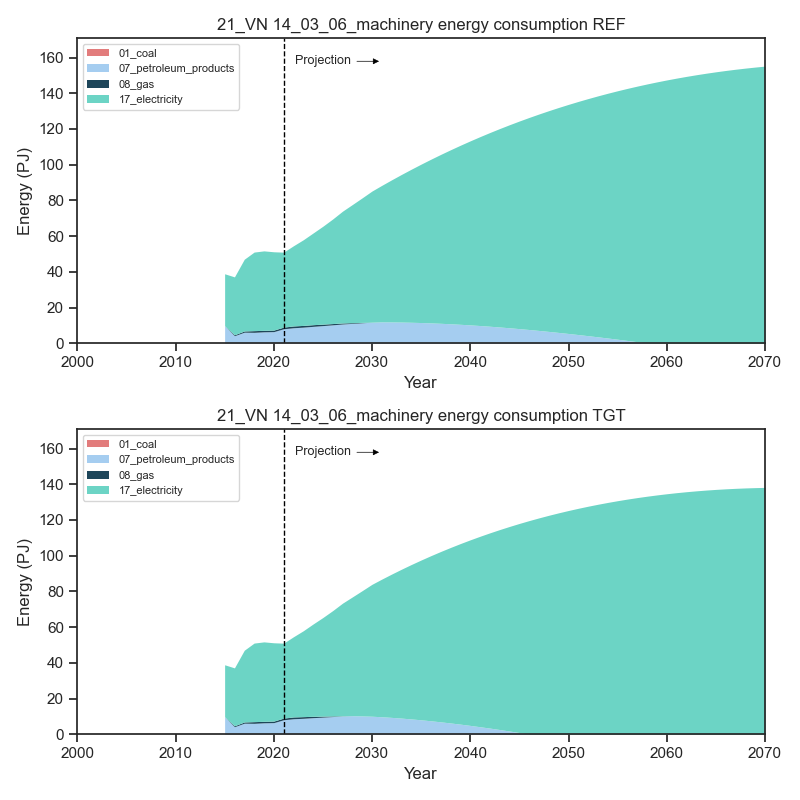 21_VN 14_03_06_machinery energy consumption REF
01_coal
07_petroleum_products
08_gas
17_electricity
Projection
160
140
120
100
80
60
40
20
0
Energy (PJ)
2000 2010 2020 2030 2040 2050 2060 2070
Year
21_VN 14_03_06_machinery energy consumption TGT
01_coal
07_petroleum_products
08_gas
17_electricity
Projection
160
140
120
100
80
60
40
20
0
Energy (PJ)
2000 2010 2020 2030 2040 2050 2060 2070
Year